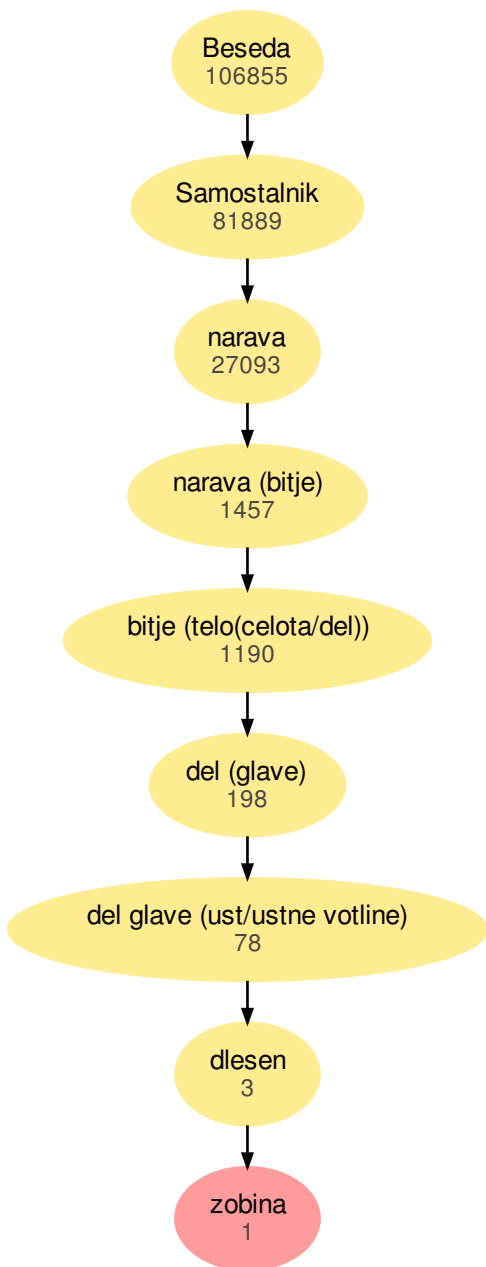 Beseda
106855
Samostalnik
81889
narava
27093
narava (bitje)
1457
bitje (telo(celota/del))
1190
del (glave)
198
del glave (ust/ustne votline)
78
dlesen
3
zobina
1